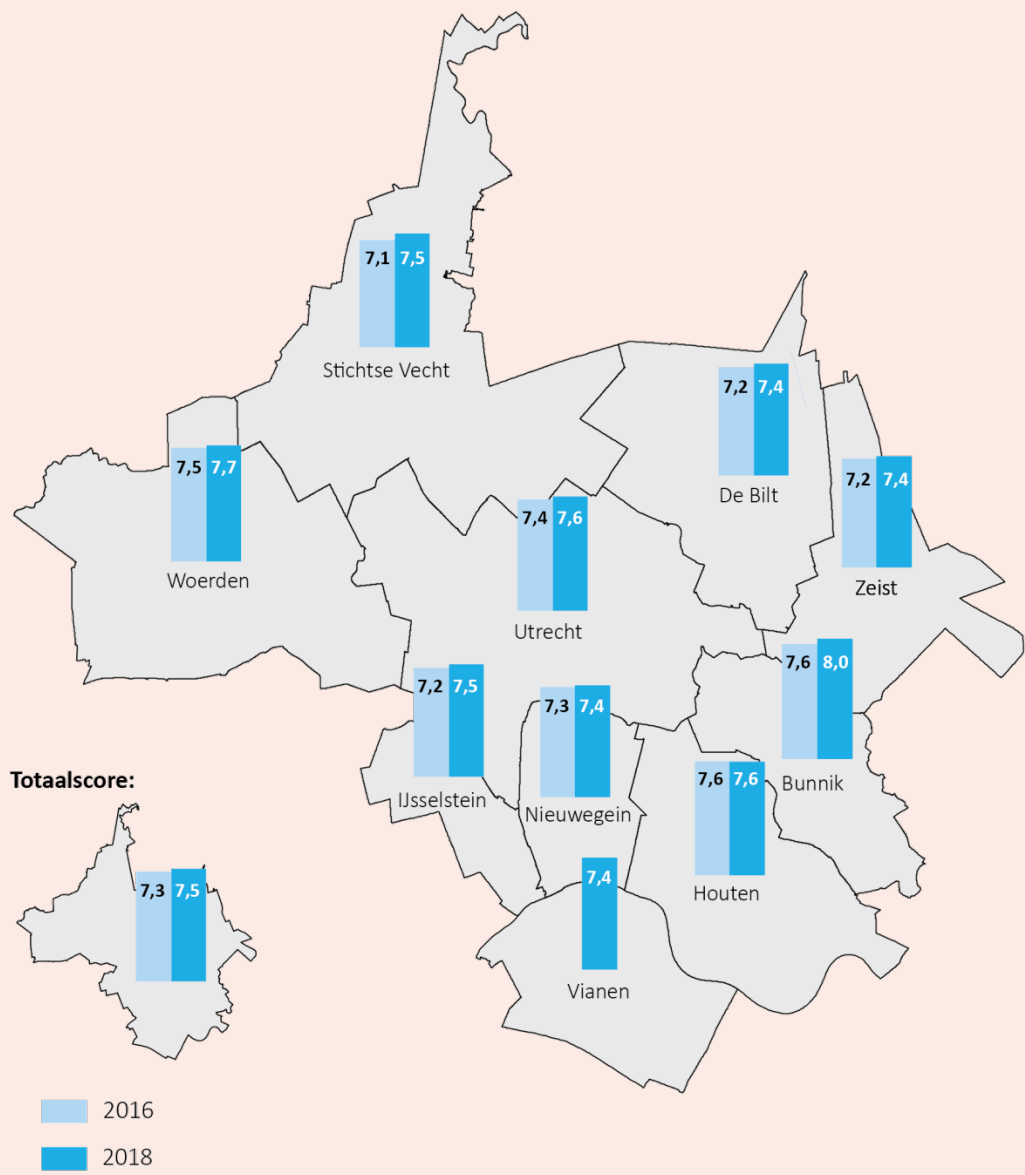 7,1 7,5
Stichtse Vecht
7,2 7,4
De Bilt
7,5 7,7
Woerden
7,2 7,4
Zeist
7,4 7,6
Utrecht
7,6 8,0
Bunnik
7,2 7,5
IJsselstein
7,3 7,4
Nieuwegein
7,6 7,6
Houten
7,4
Vianen
Totaalscore:
7,3 7,5
2016
2018